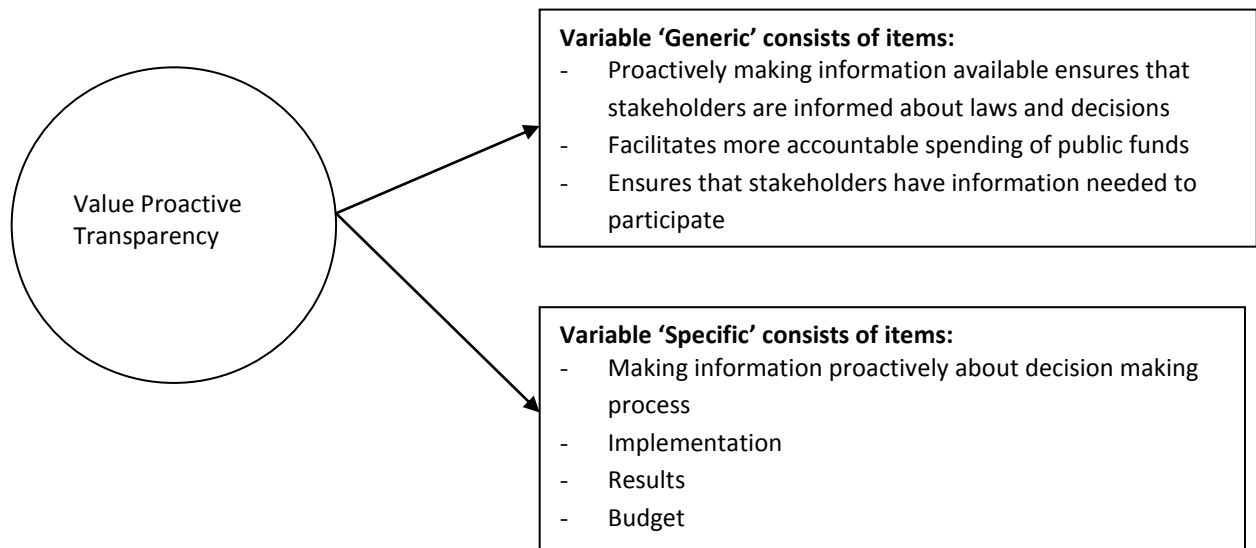 Value Proactive
Transparency
Variable ‘Generic’ consists of items:
- Proactively making information available ensures that
stakeholders are informed about laws and decisions
- Facilitates more accountable spending of public funds
- Ensures that stakeholders have information needed to
participate
Variable ‘Specific’ consists of items:
- Making information proactively about decision making
process
- Implementation
- Results
- Budget